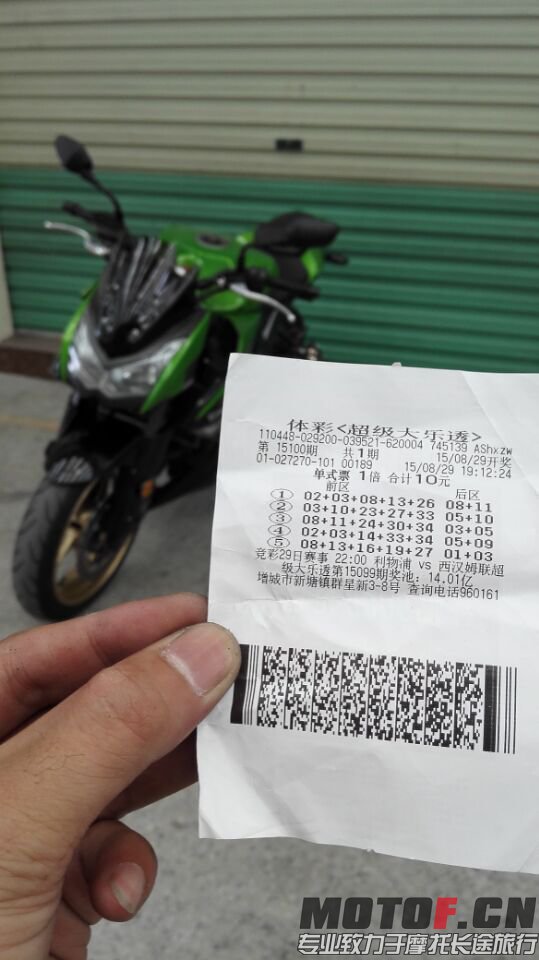 体彩<超级大乐透>
110448-029200-039521-620004 745139 AShxzw
第 15100期 共1期 15/08/29开奖
01-027270-101 00189 15/08/29 19:12:24
单式票 1倍 合计10元
前区 后区
① 02+03+08+13+26 08+11
② 03+10+23+27+33 05+10
③ 08+11+24+30+34 03+05
④ 02+03+14+33+34 05+09
⑤ 08+13+16+19+27 01+03
竞彩29日赛事 22:00 利物浦 vs 西汉姆联超
级大乐透第15099期奖池: 14.01亿
增城市新塘镇群星新3-8号 查询电话960161
MOTOF.CN
专业致力于摩托长途旅行